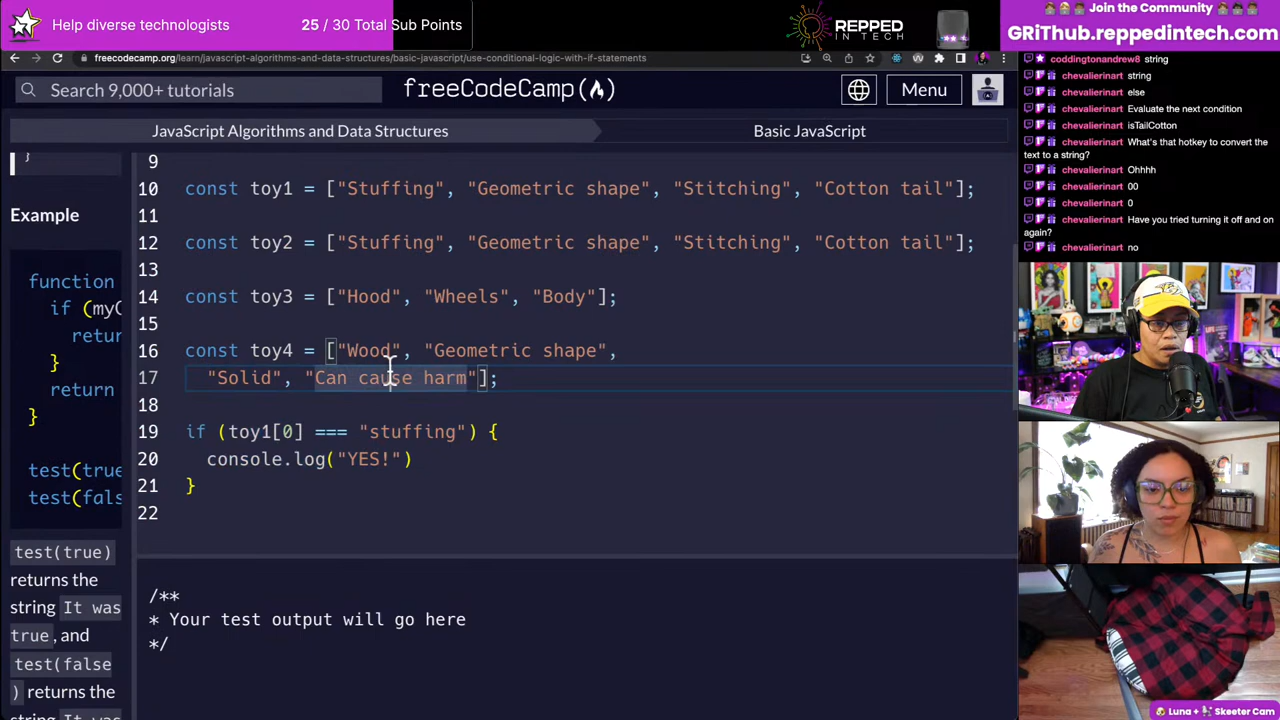 Help diverse technologists
25 / 30 Total Sub Points
REPPED
IN TECH
Join the Community
GRiThub.reppedintech.com
freecodecamp.org/learn/javascript-algorithms-and-data-structures/basic-javascript/use-conditional-logic-with-if-statements
Search 9,000+ tutorials
freeCodeCamp(🔥)
Menu
JavaScript Algorithms and Data Structures
Basic JavaScript
}
Example
function
if (myC
retur
}
return
}
test(true
test(fals
test(true)
returns the
string It was
true, and
test(false
) returns the
string It was
9
10 const toy1 = ["Stuffing", "Geometric shape", "Stitching", "Cotton tail"];
11
12 const toy2 = ["Stuffing", "Geometric shape", "Stitching", "Cotton tail"];
13
14 const toy3 = ["Hood", "Wheels", "Body"];
15
16 const toy4 = ["Wood", "Geometric shape",
17 "Solid", "Can cause harm"];
18
19 if (toy1[0] === "stuffing") {
20 console.log("YES!")
21 }
22
/**
* Your test output will go here
*/
coddingtonandrew8 string
chevalierinart string
chevalierinart else
chevalierinart Evaluate the next condition
chevalierinart isTailCotton
chevalierinart What's that hotkey to convert the
text to a string?
chevalierinart Ohhhh
chevalierinart 00
chevalierinart 0
chevalierinart Have you tried turning it off and on
again?
chevalierinart no
Luna + Skeeter Cam